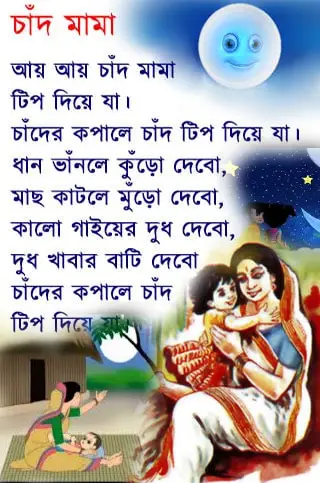 চাঁদ মামা
আয় আয় চাঁদ মামা
টিপ দিয়ে যা।
চাঁদের কপালে চাঁদ টিপ দিয়ে যা।
ধান ভাঁনলে কুঁড়ো দেবো,
মাছ কাটলে মুঁড়ো দেবো,
কালো গাইয়ের দুধ দেবো,
দুধ খাবার বাটি দেবো
চাঁদের কপালে চাঁদ
টিপ দিয়ে যা।